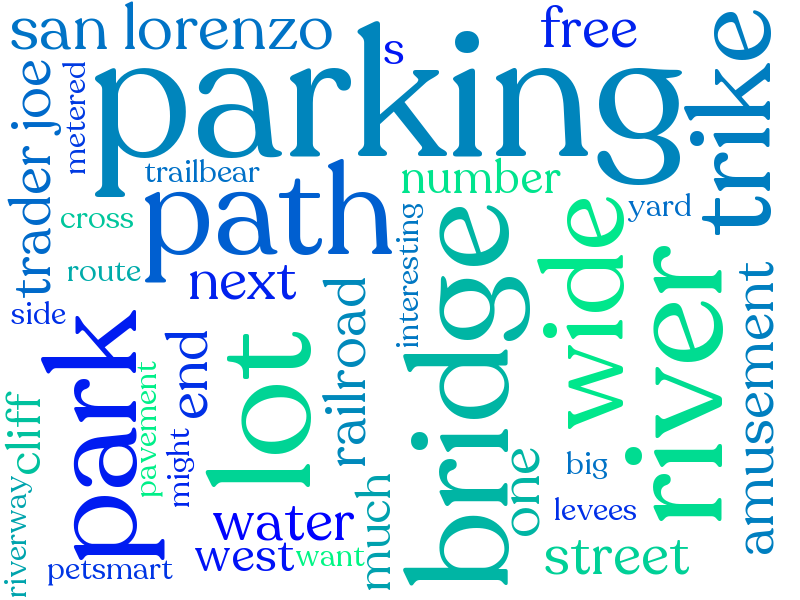 san lorenzo
s
free
parking
trike
trader joe
metered
trailbear
number
path
cross
yard
route
interesting
bridge
wide
river
next
side
amusement
railroad
park
end
lot
pavement
cliff
might
one
big
riverway
much
levees
water
west
want
street
petsmart